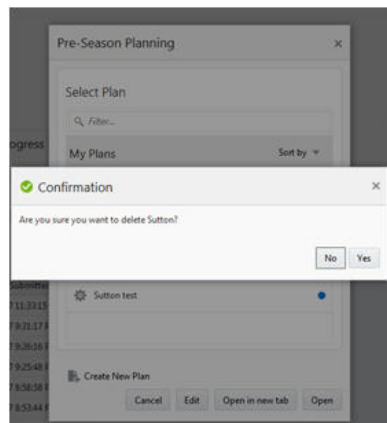 Pre-Season Planning
Select Plan
Filter...
ogress
My Plans
Sort by
Confirmation
Are you sure you want to delete Sutton?
No
Yes
Submitted
Sutton test
Create New Plan
Cancel
Edit
Open in new tab
Open